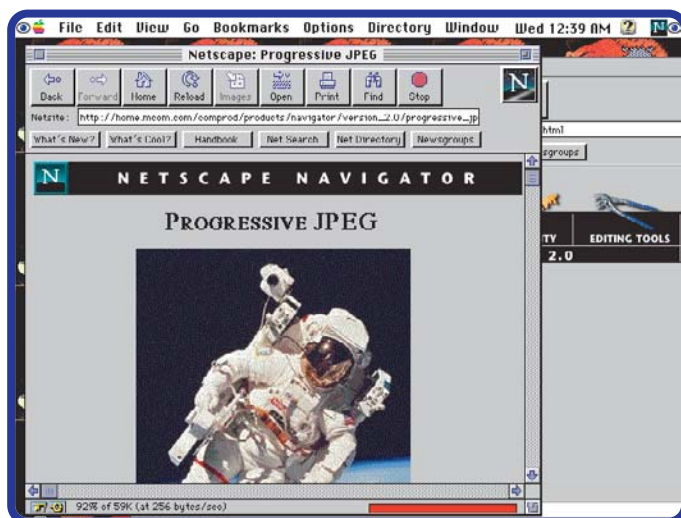 File Edit View Go Bookmarks Options Directory Window Wed 12:39 AM
Netscape: Progressive JPEG
Back Forward Home Reload Images Open Print Find Stop
N
Netsite: http://home.mcom.com/comprod/products/navigator/version_2.0/progressive_jp
html
What's New? What's Cool? Handbook Net Search Net Directory Newsgroups
sgroups
N NETSCAPE NAVIGATOR
PROGRESSIVE JPEG
TY EDITING TOOLS
2.0
92% of 59K (at 256 bytes/sec)